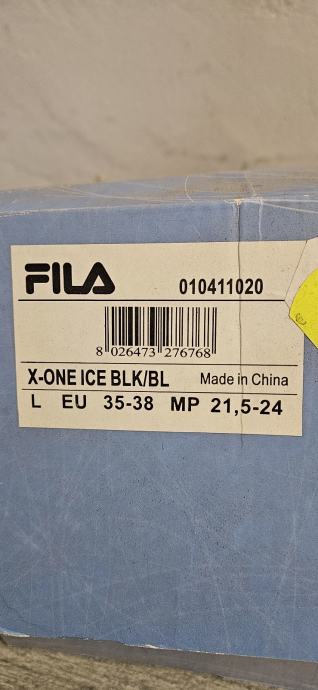 FILA 010411020
8 026473 276768
X-ONE ICE BLK/BL Made in China
L EU 35-38 MP 21,5-24